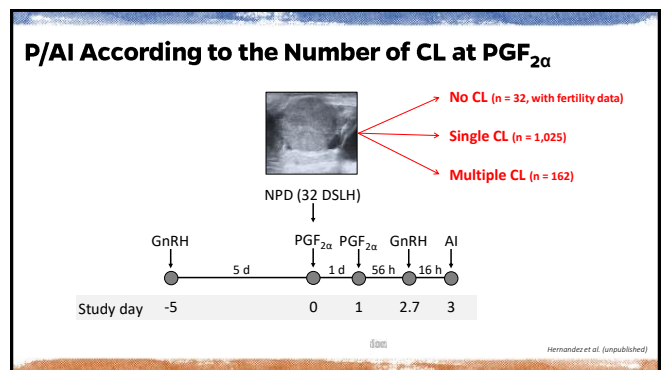 P/AI According to the Number of CL at PGF2α
No CL (n = 32, with fertility data)
Single CL (n = 1,025)
Multiple CL (n = 162)
NPD (32 DSLH)
GnRH PGF2α PGF2α GnRH AI
5 d 1 d 56 h 16 h
Study day -5 0 1 2.7 3
Hernandez et al. (unpublished)